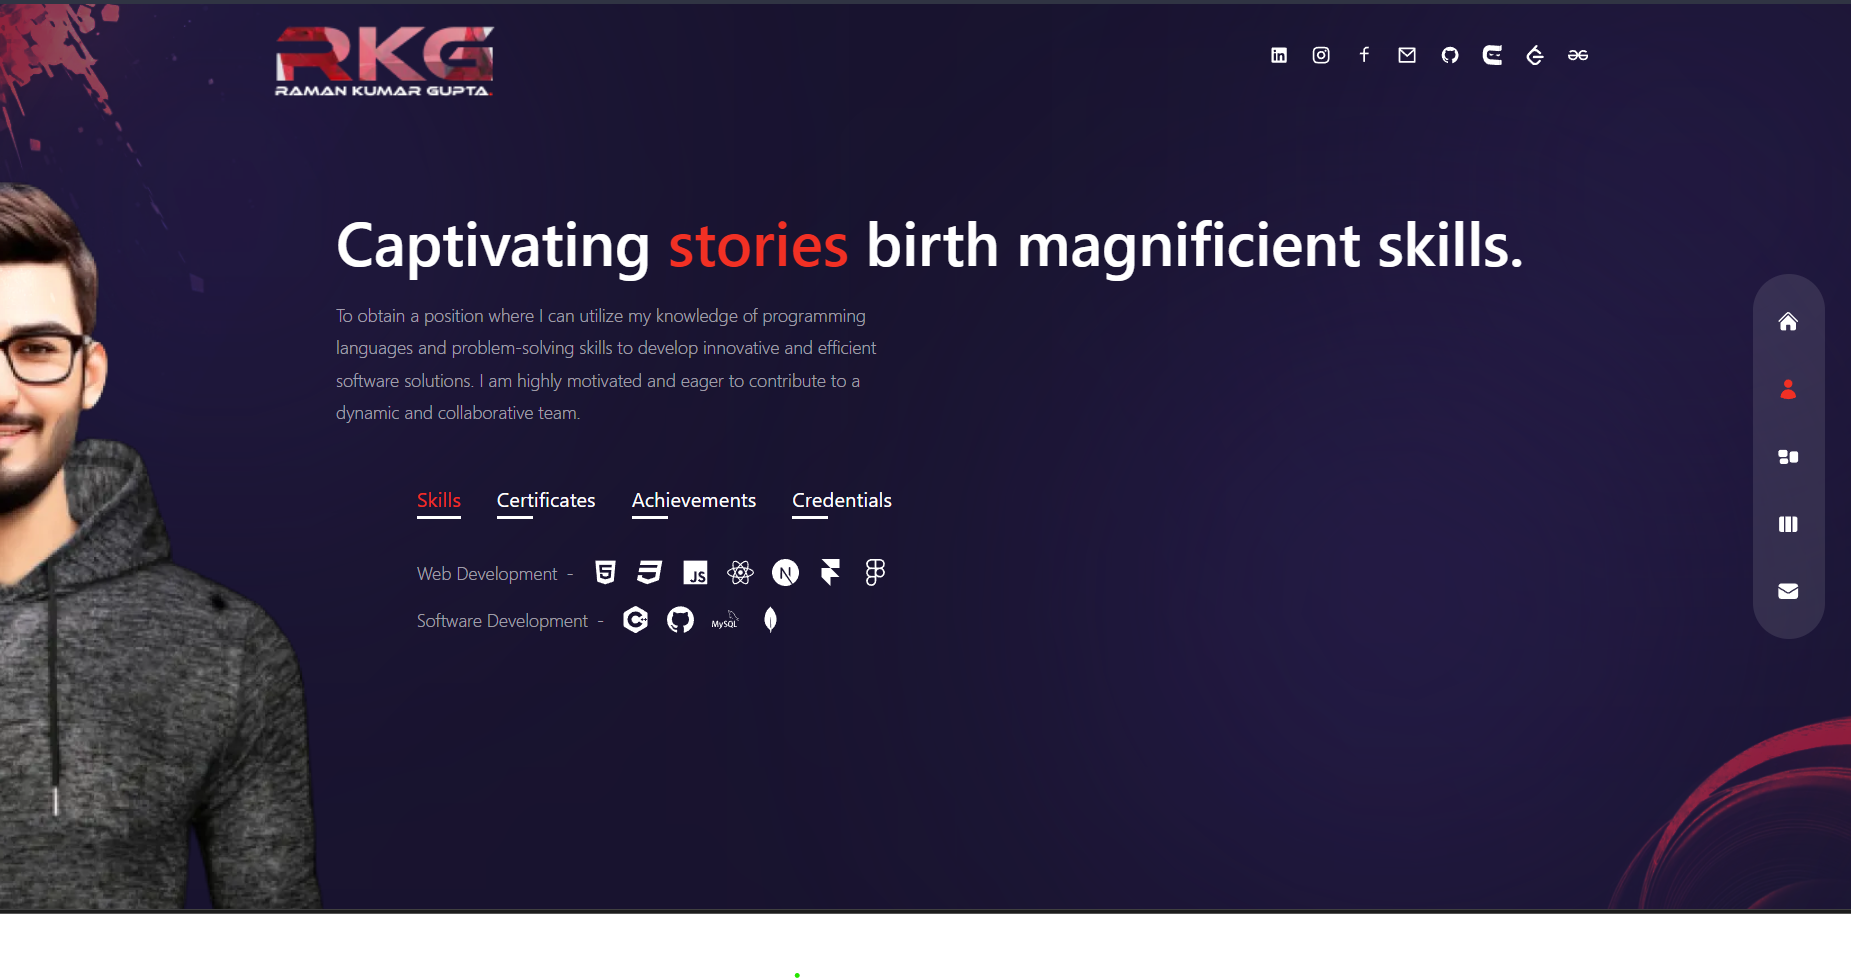 RKG
RAMAN KUMAR GUPTA.
Captivating stories birth magnificient skills.
To obtain a position where I can utilize my knowledge of programming
languages and problem-solving skills to develop innovative and efficient
software solutions. I am highly motivated and eager to contribute to a
dynamic and collaborative team.
Skills Certificates Achievements Credentials
Web Development - 5 3 JS N
Software Development - C++ MySQL